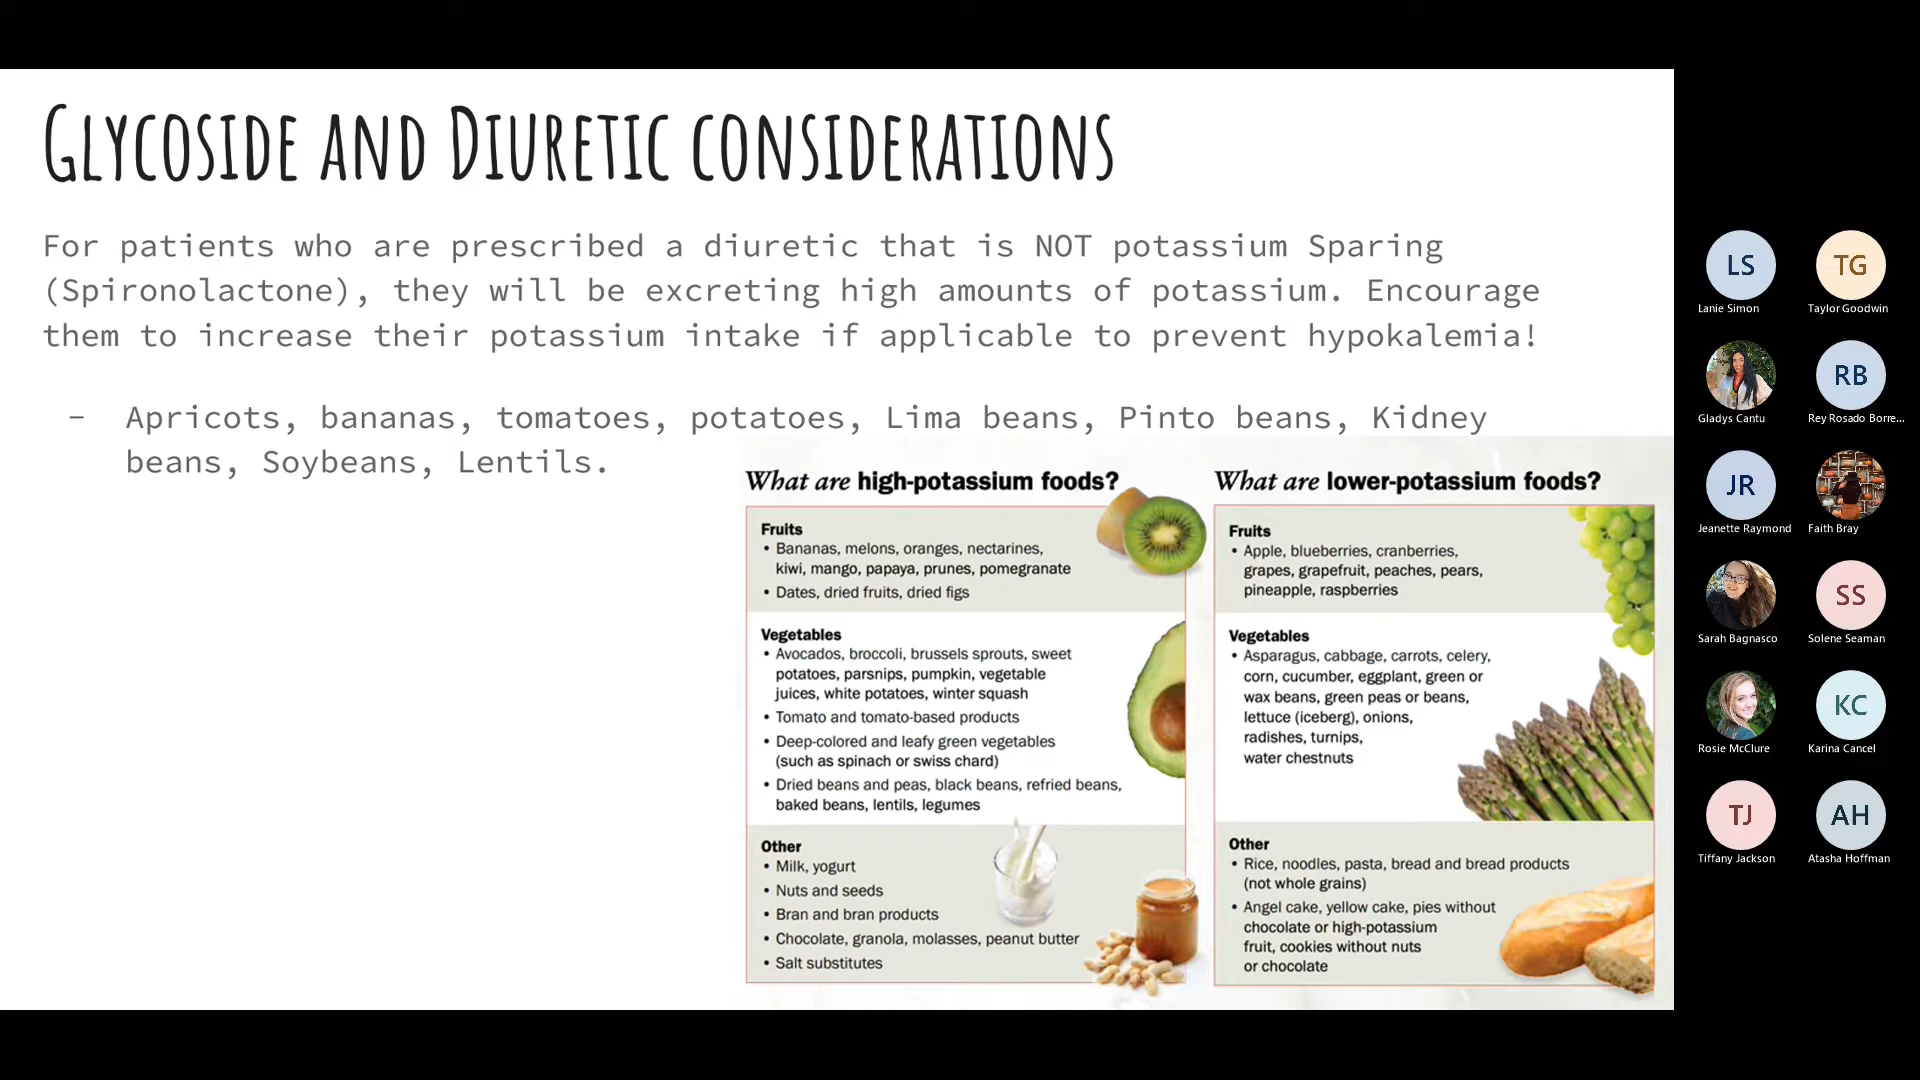 Glycoside and Diuretic considerations
For patients who are prescribed a diuretic that is NOT potassium Sparing
(Spironolactone), they will be excreting high amounts of potassium. Encourage
them to increase their potassium intake if applicable to prevent hypokalemia!
- Apricots, bananas, tomatoes, potatoes, Lima beans, Pinto beans, Kidney
beans, Soybeans, Lentils.
What are high-potassium foods?
Fruits
• Bananas, melons, oranges, nectarines,
kiwi, mango, papaya, prunes, pomegranate
• Dates, dried fruits, dried figs
Vegetables
• Avocados, broccoli, brussels sprouts, sweet
potatoes, parsnips, pumpkin, vegetable
juices, white potatoes, winter squash
• Tomato and tomato-based products
• Deep-colored and leafy green vegetables
(such as spinach or swiss chard)
• Dried beans and peas, black beans, refried beans,
baked beans, lentils, legumes
Other
• Milk, yogurt
• Nuts and seeds
• Bran and bran products
• Chocolate, granola, molasses, peanut butter
• Salt substitutes
What are lower-potassium foods?
Fruits
• Apple, blueberries, cranberries,
grapes, grapefruit, peaches, pears,
pineapple, raspberries
Vegetables
• Asparagus, cabbage, carrots, celery,
corn, cucumber, eggplant, green or
wax beans, green peas or beans,
lettuce (iceberg), onions,
radishes, turnips,
water chestnuts
Other
• Rice, noodles, pasta, bread and bread products
(not whole grains)
• Angel cake, yellow cake, pies without
chocolate or high-potassium
fruit, cookies without nuts
or chocolate
LS
Lanie Simon
TG
Taylor Goodwin
Gladys Cantu
RB
Rey Rosado Borre...
JR
Jeanette Raymond
Faith Bray
Sarah Bagnasco
SS
Solene Seaman
Rosie McClure
KC
Karina Cancel
TJ
Tiffany Jackson
AH
Atasha Hoffman